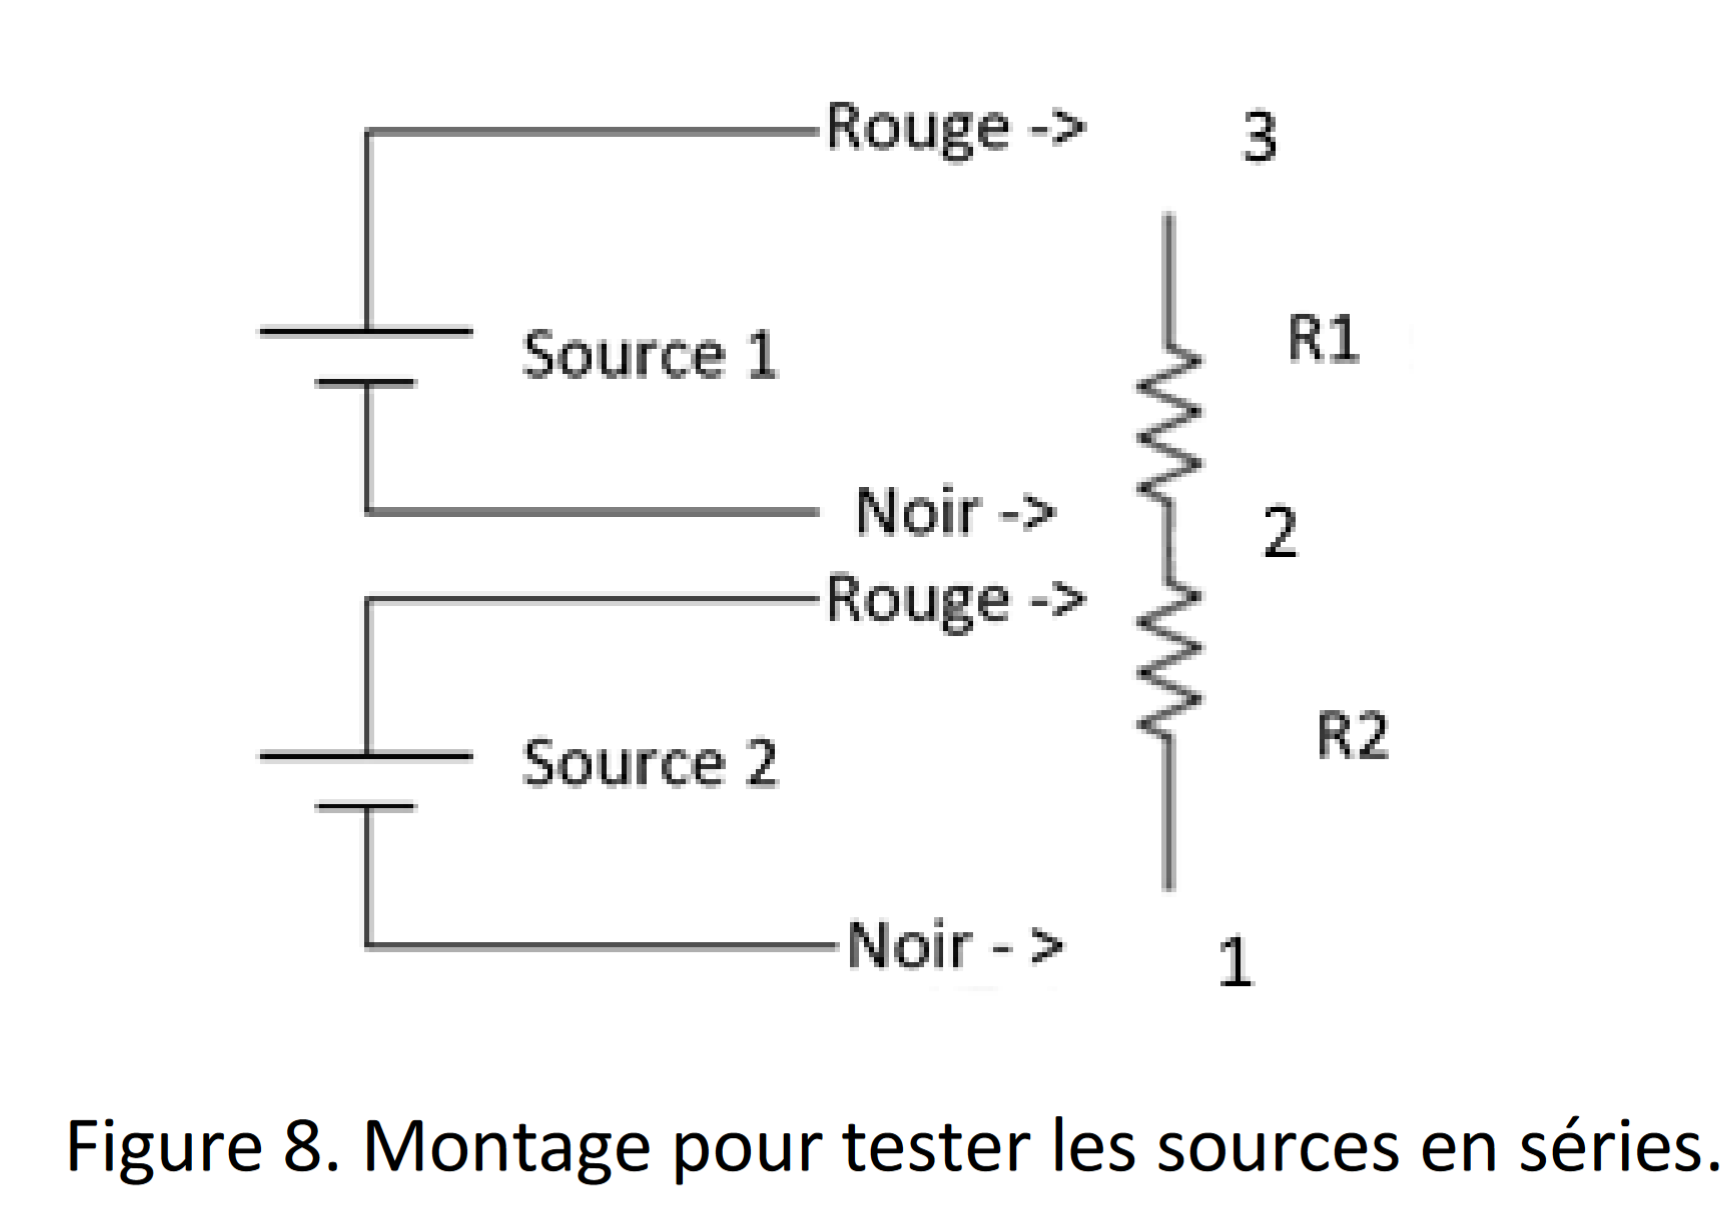 Rouge ->
3
R1
Source 1
Noir ->
2
Rouge ->
R2
Source 2
Noir - >
1
Figure 8. Montage pour tester les sources en séries.